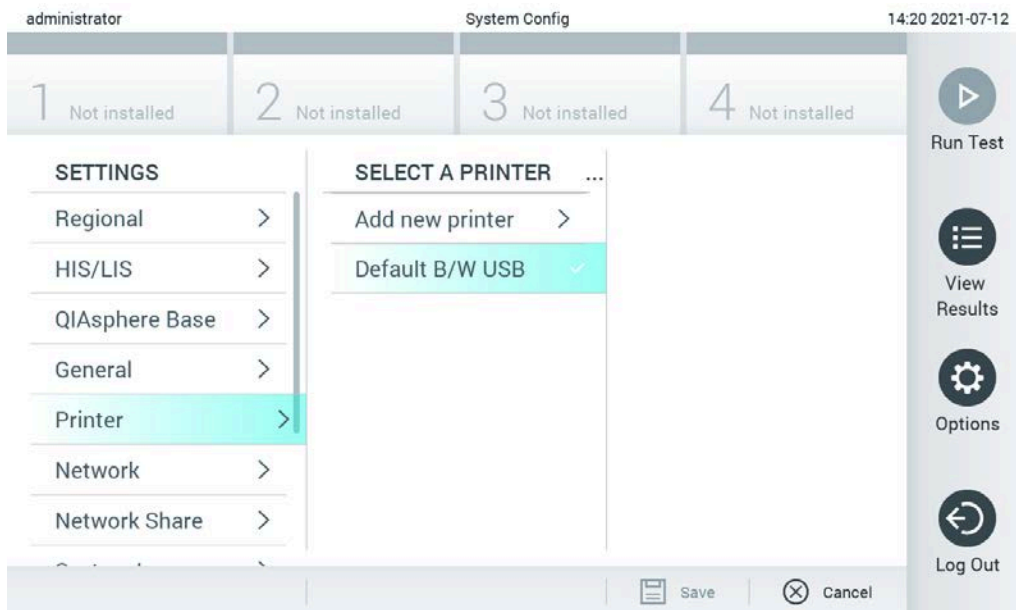 administrator System Config 14:20 2021-07-12
1 Not installed 2 Not installed 3 Not installed 4 Not installed
Run Test
SETTINGS
Regional
HIS/LIS
QIAsphere Base
General
Printer
Network
Network Share
SELECT A PRINTER ...
Add new printer
Default B/W USB
View
Results
Options
Log Out
Save Cancel